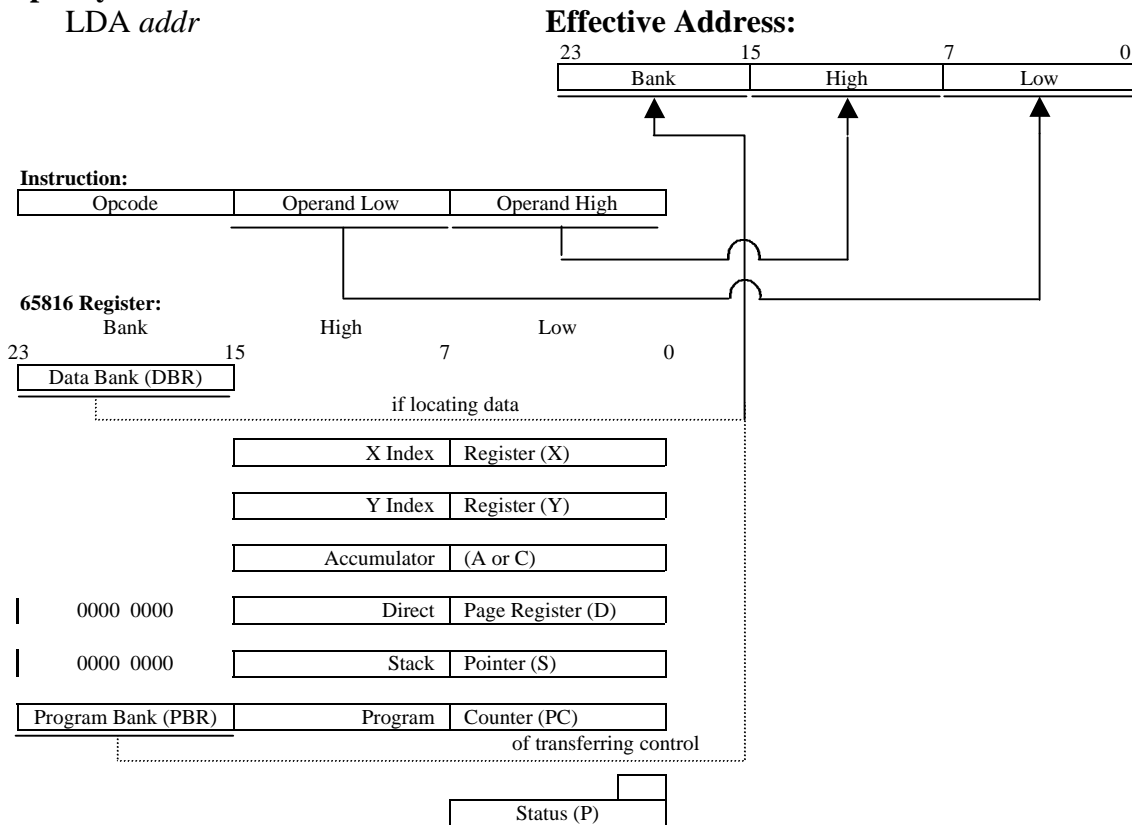 LDA addr
Effective Address:
23 15 7 0
Bank High Low
Instruction:
Opcode Operand Low Operand High
65816 Register:
Bank High Low
23 15 7 0
Data Bank (DBR)
if locating data
X Index Register (X)
Y Index Register (Y)
Accumulator (A or C)
0000 0000 Direct Page Register (D)
0000 0000 Stack Pointer (S)
Program Bank (PBR) Program Counter (PC)
of transferring control
Status (P)